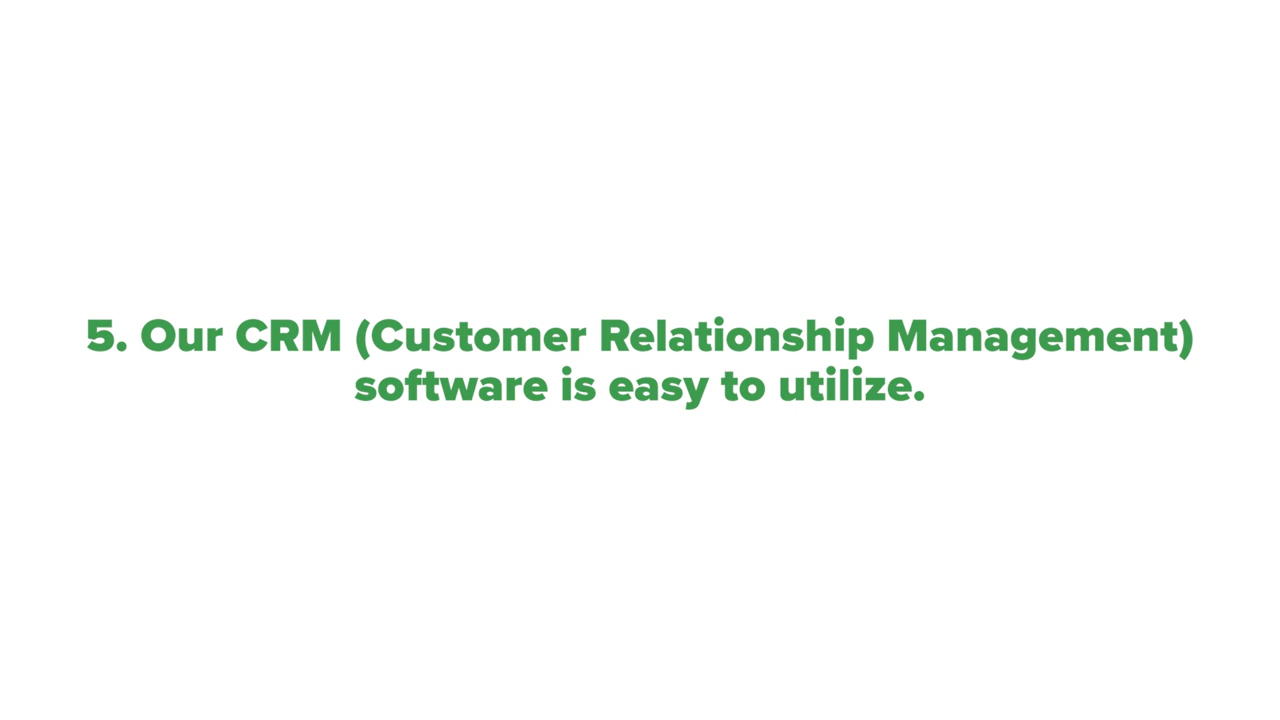 5. Our CRM (Customer Relationship Management)
software is easy to utilize.